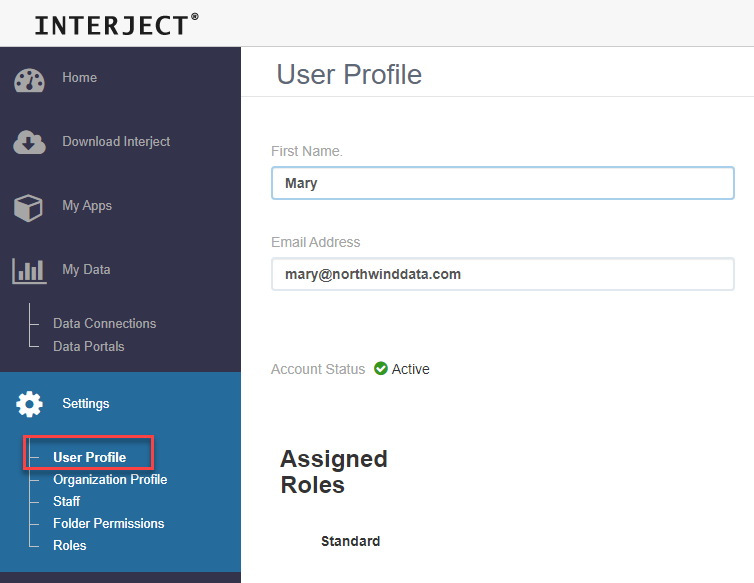 INTERJECT®
Home
Download Interject
My Apps
My Data
Data Connections
Data Portals
Settings
User Profile
Organization Profile
Staff
Folder Permissions
Roles
User Profile
First Name.
Mary
Email Address
mary@northwinddata.com
Account Status Active
Assigned
Roles
Standard